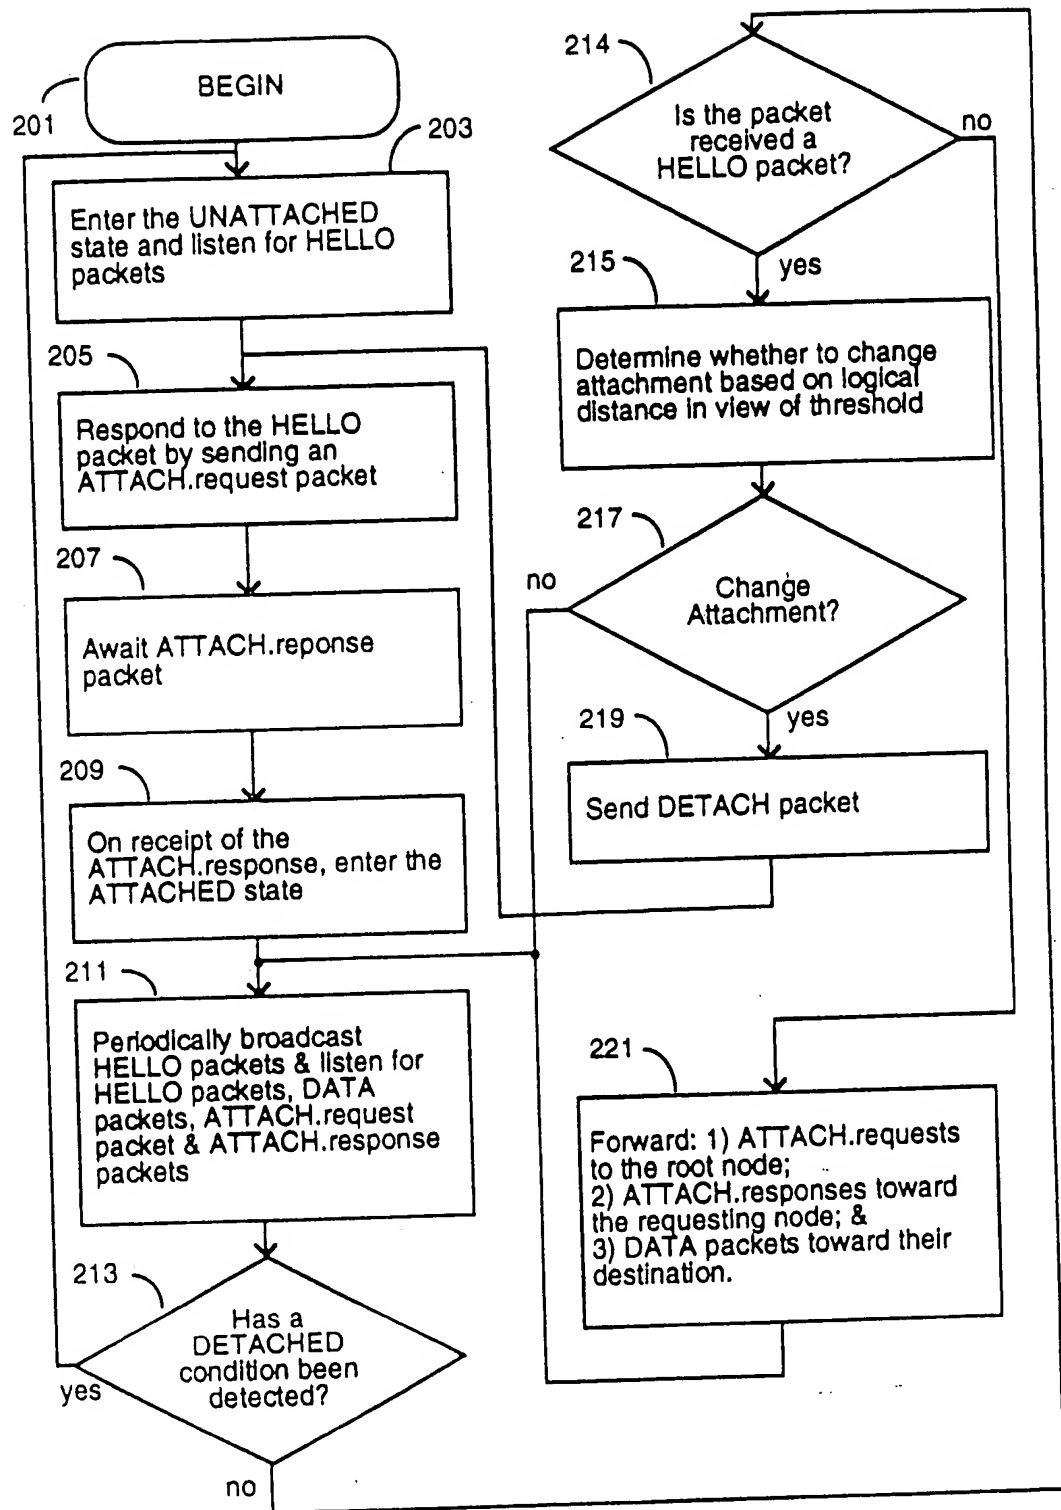 201
BEGIN
203
Enter the UNATTACHED
state and listen for HELLO
packets
205
Respond to the HELLO
packet by sending an
ATTACH.request packet
207
Await ATTACH.reponse
packet
209
On receipt of the
ATTACH.response, enter the
ATTACHED state
211
Periodically broadcast
HELLO packets & listen for
HELLO packets, DATA
packets, ATTACH.request
packet & ATTACH.response
packets
213
Has a
DETACHED
condition been
detected?
yes
no
214
Is the packet
received a
HELLO packet?
no
yes
215
Determine whether to change
attachment based on logical
distance in view of threshold
217
Change
Attachment?
no
yes
219
Send DETACH packet
221
Forward: 1) ATTACH.requests
to the root node;
2) ATTACH.responses toward
the requesting node; &
3) DATA packets toward their
destination.